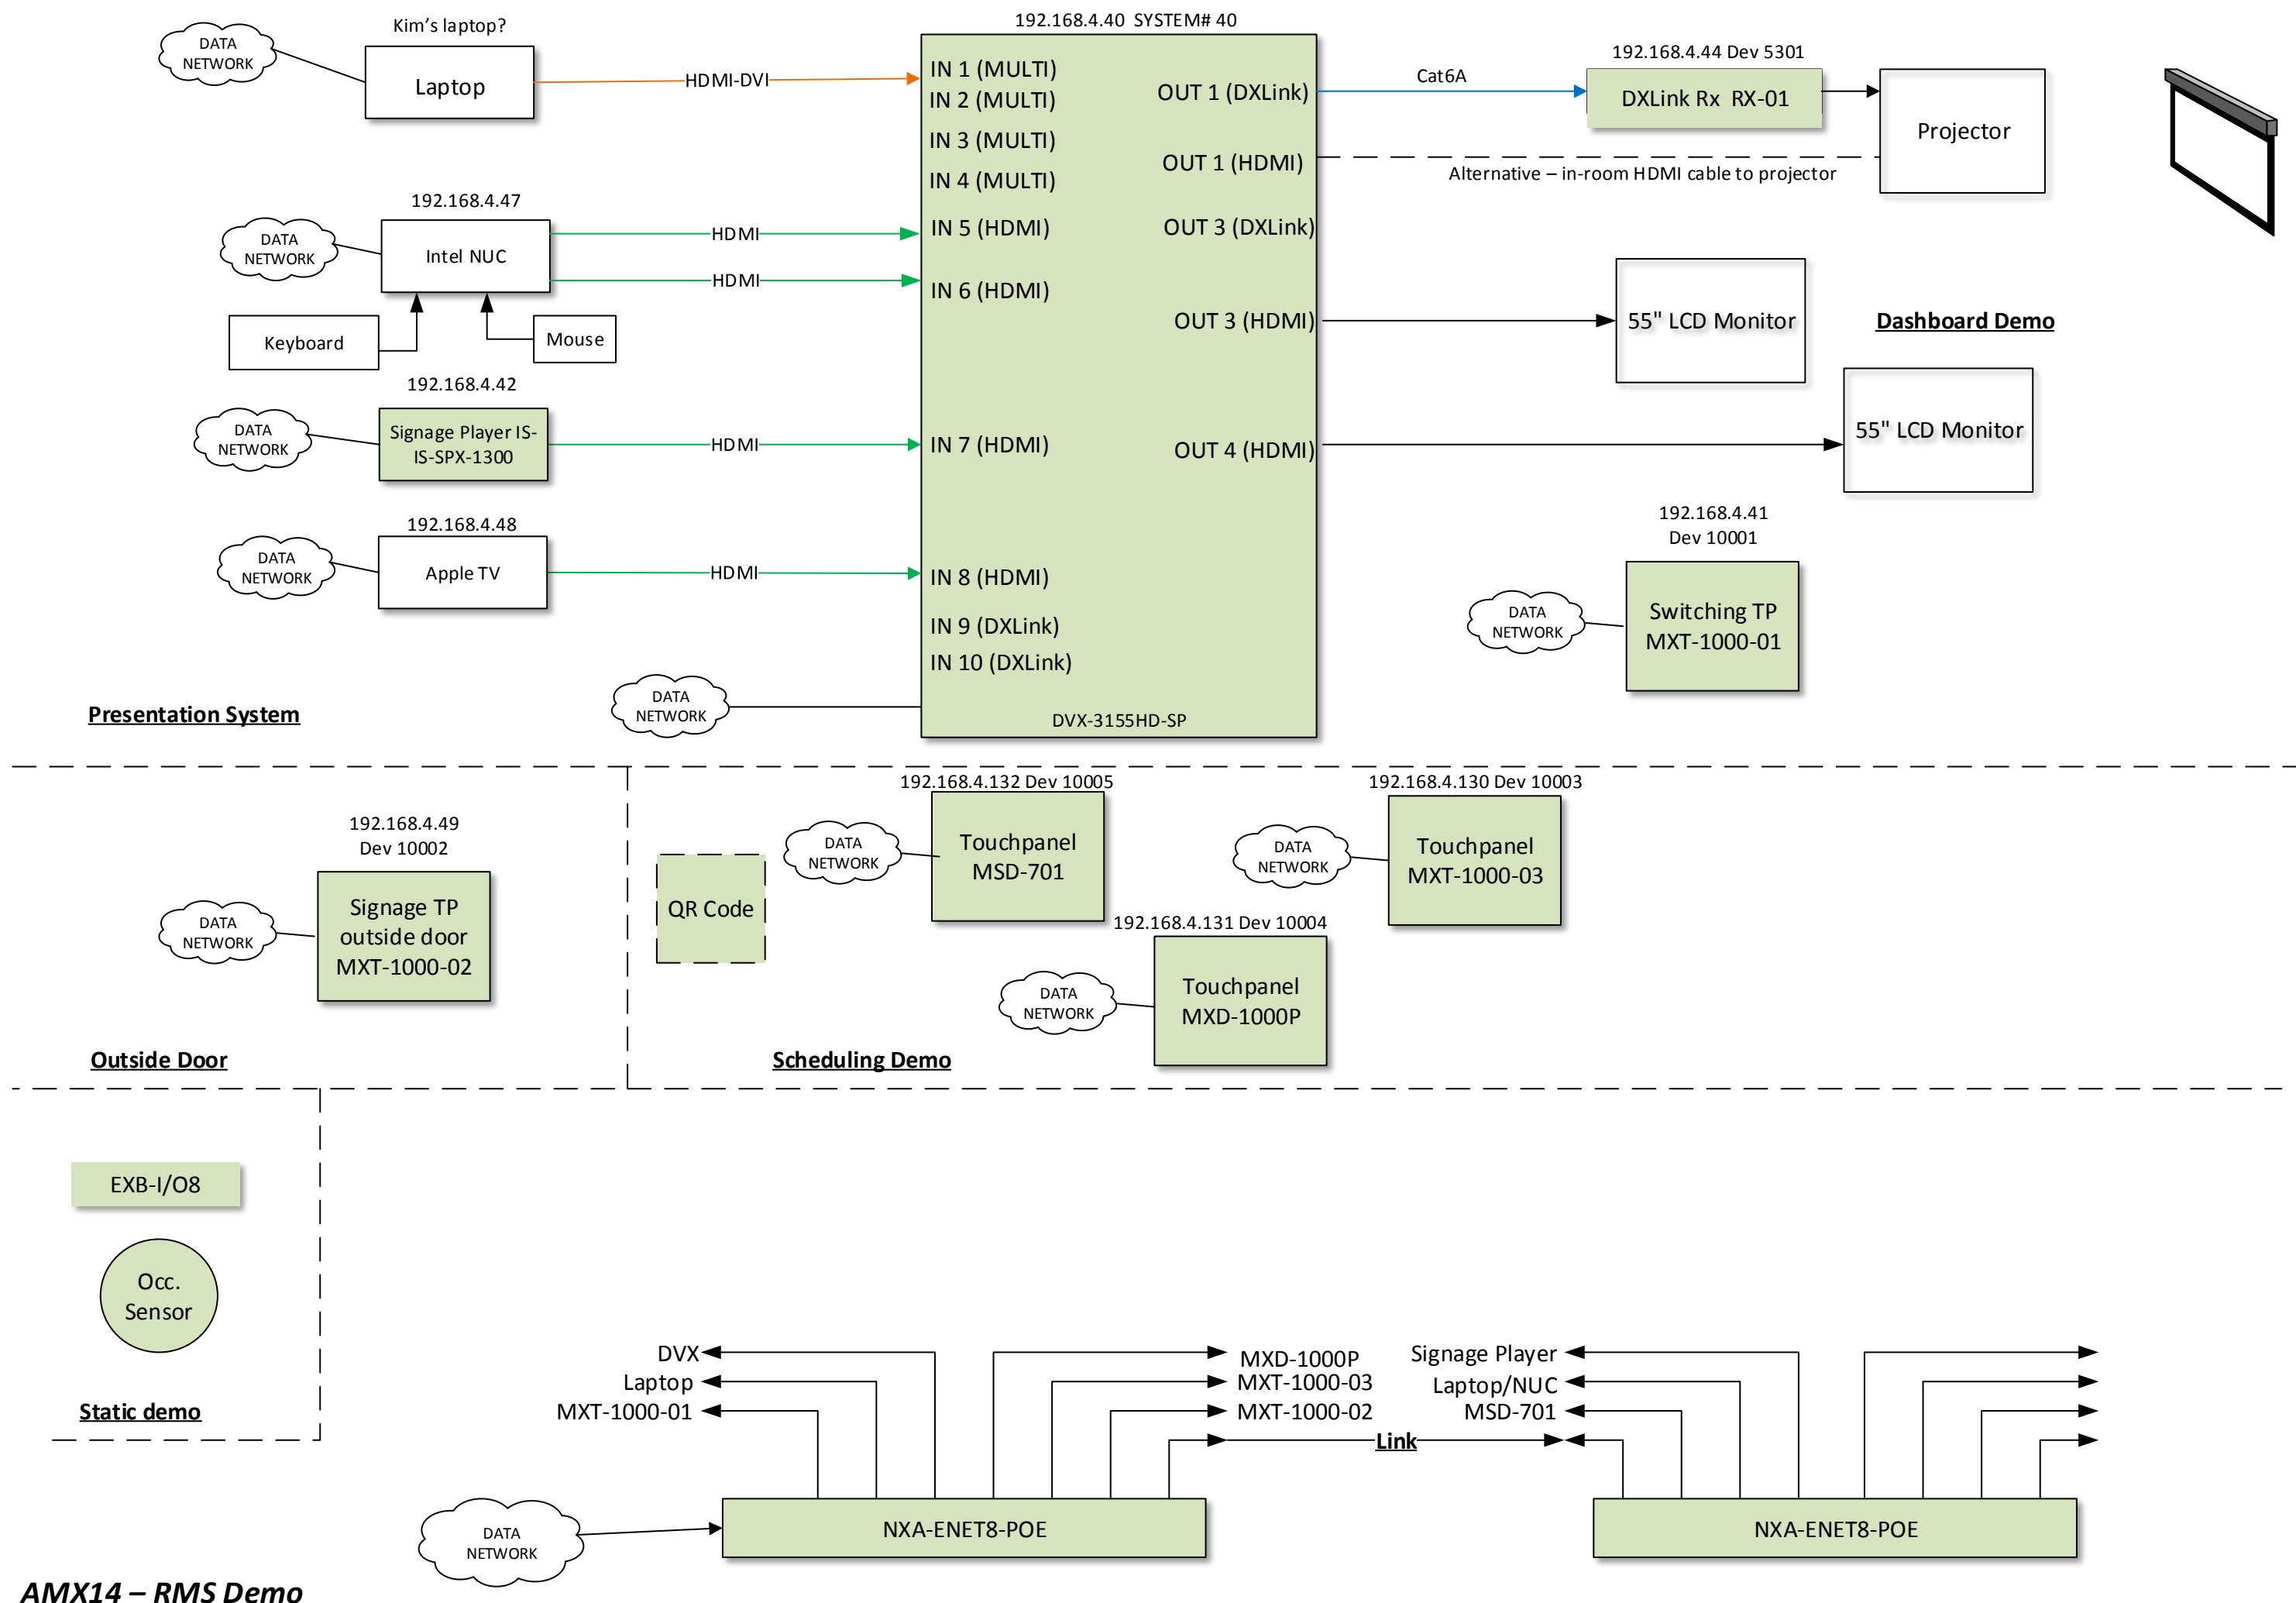 192.168.4.40  SYSTEM# 40
Kim’s laptop?
DATA
NETWORK
Laptop
HDMI-DVI
IN 1 (MULTI)
IN 2 (MULTI)
IN 3 (MULTI)
IN 4 (MULTI)
IN 5 (HDMI)
IN 6 (HDMI)
IN 7 (HDMI)
IN 8 (HDMI)
IN 9 (DXLink)
IN 10 (DXLink)
OUT 1 (DXLink)
OUT 1 (HDMI)
OUT 3 (DXLink)
OUT 3 (HDMI)
OUT 4 (HDMI)
DVX-3155HD-SP
Cat6A
192.168.4.44 Dev 5301
DXLink Rx  RX-01
Projector
Alternative – in-room HDMI cable to projector
192.168.4.47
DATA
NETWORK
Intel NUC
HDMI
HDMI
Keyboard
Mouse
55" LCD Monitor
Dashboard Demo
55" LCD Monitor
192.168.4.42
DATA
NETWORK
Signage Player IS-
IS-SPX-1300
HDMI
192.168.4.48
DATA
NETWORK
Apple TV
HDMI
192.168.4.41
Dev 10001
DATA
NETWORK
Switching TP
MXT-1000-01
DATA
NETWORK
Presentation System
192.168.4.49
Dev 10002
DATA
NETWORK
Signage TP
outside door
MXT-1000-02
Outside Door
QR Code
192.168.4.132 Dev 10005
DATA
NETWORK
Touchpanel
MSD-701
192.168.4.130 Dev 10003
DATA
NETWORK
Touchpanel
MXT-1000-03
192.168.4.131 Dev 10004
DATA
NETWORK
Touchpanel
MXD-1000P
Scheduling Demo
EXB-I/O8
Occ.
Sensor
Static demo
DVX
Laptop
MXT-1000-01
MXD-1000P
MXT-1000-03
MXT-1000-02
Link
Signage Player
Laptop/NUC
MSD-701
DATA
NETWORK
NXA-ENET8-POE
NXA-ENET8-POE
AMX14 – RMS Demo